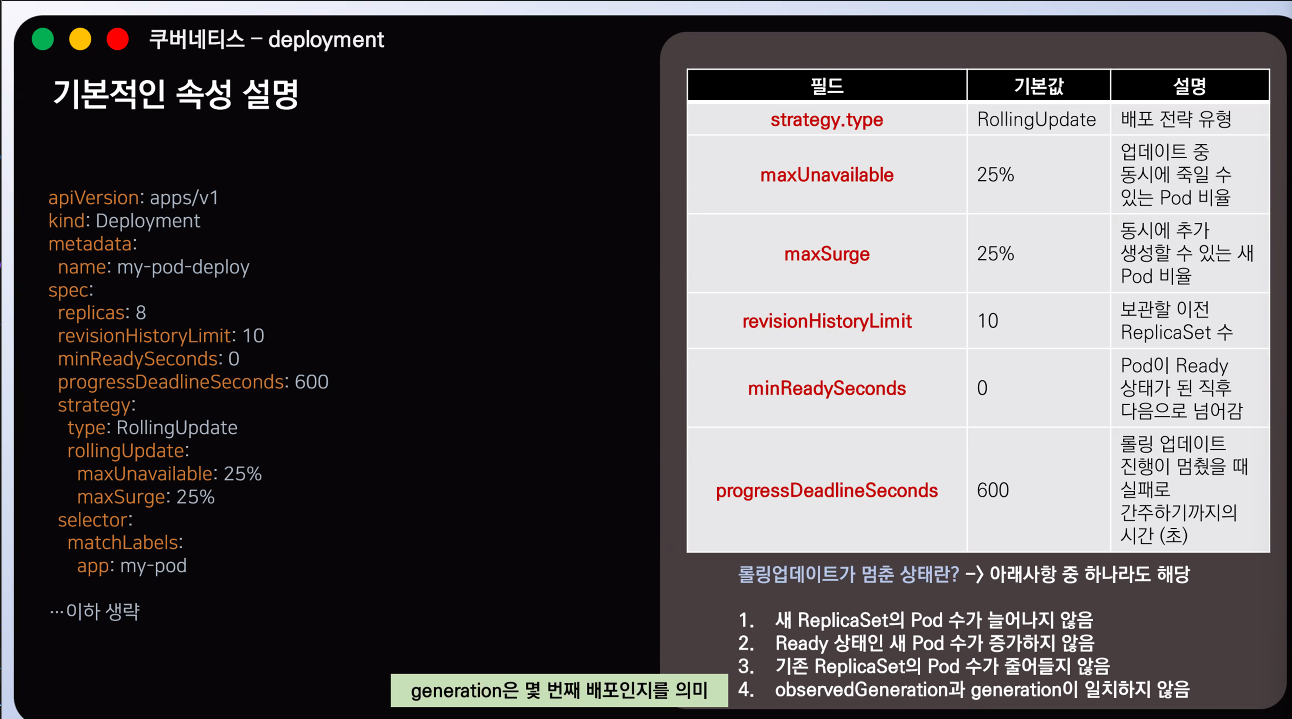 쿠버네티스 – deployment
기본적인 속성 설명
apiVersion: apps/v1
kind: Deployment
metadata:
  name: my-pod-deploy
spec:
  replicas: 8
  revisionHistoryLimit: 10
  minReadySeconds: 0
  progressDeadlineSeconds: 600
  strategy:
    type: RollingUpdate
    rollingUpdate:
      maxUnavailable: 25%
      maxSurge: 25%
  selector:
    matchLabels:
      app: my-pod
…이하 생략
generation은 몇 번째 배포인지를 의미
필드 기본값 설명
strategy.type RollingUpdate 배포 전략 유형
maxUnavailable 25% 업데이트 중
동시에 죽일 수
있는 Pod 비율
maxSurge 25% 동시에 추가
생성할 수 있는 새
Pod 비율
revisionHistoryLimit 10 보관할 이전
ReplicaSet 수
minReadySeconds 0 Pod이 Ready
상태가 된 직후
다음으로 넘어감
progressDeadlineSeconds 600 롤링 업데이트
진행이 멈췄을 때
실패로
간주하기까지의
시간 (초)
롤링업데이트가 멈춘 상태란? -> 아래사항 중 하나라도 해당
1. 새 ReplicaSet의 Pod 수가 늘어나지 않음
2. Ready 상태인 새 Pod 수가 증가하지 않음
3. 기존 ReplicaSet의 Pod 수가 줄어들지 않음
4. observedGeneration과 generation이 일치하지 않음